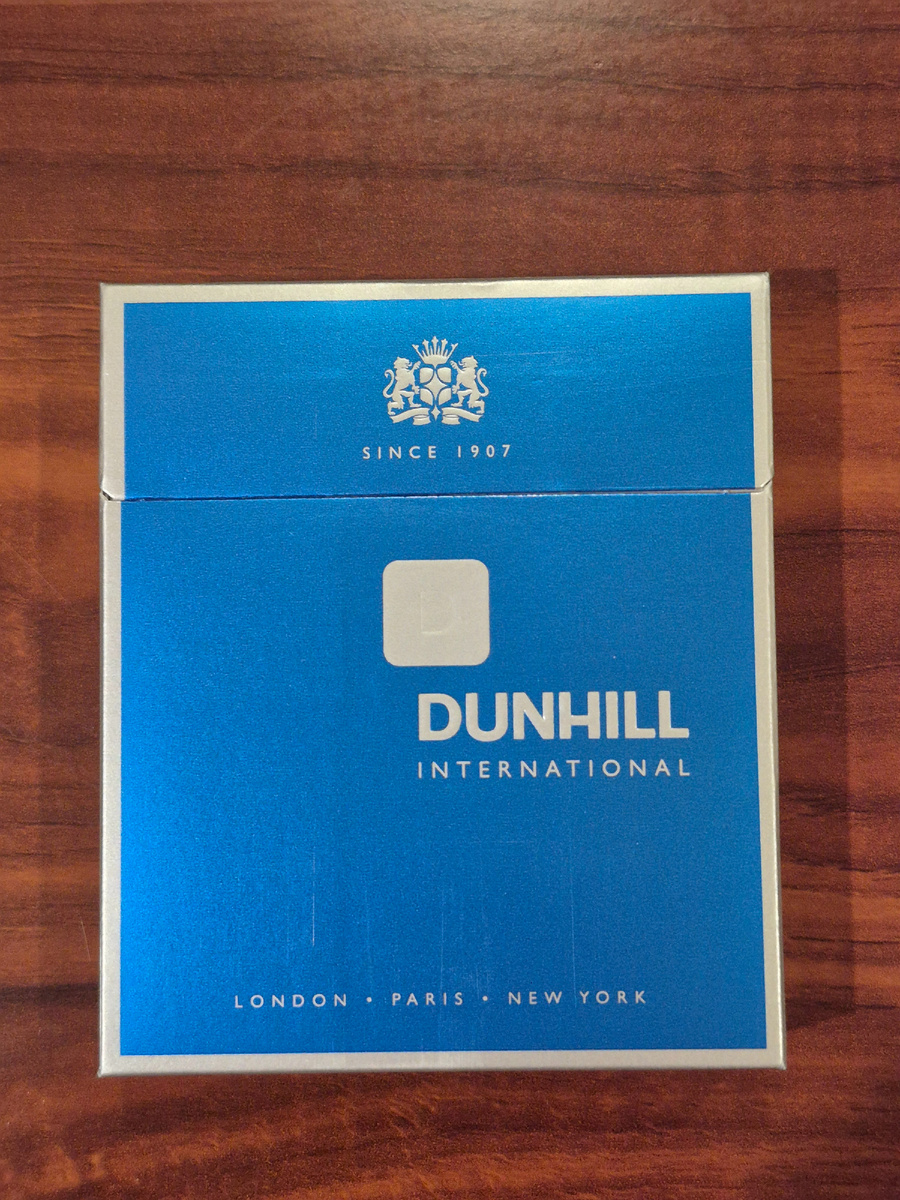 SINCE 1907
D
DUNHILL
INTERNATIONAL
LONDON • PARIS • NEW YORK